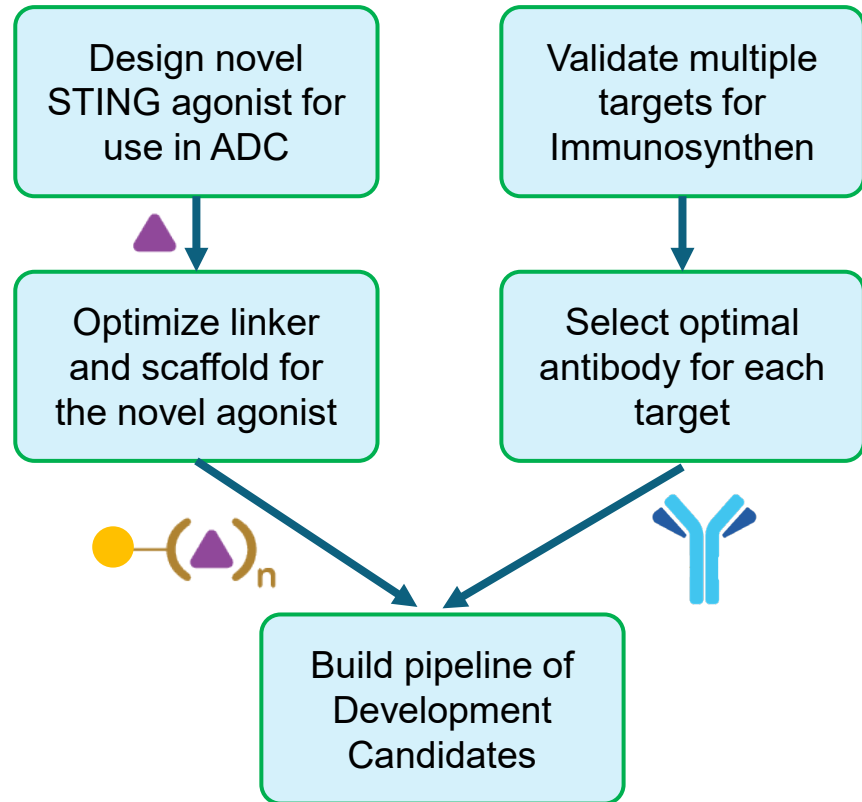 Design novel
STING agonist for
use in ADC
Validate multiple
targets for
Immunosynthen
Optimize linker
and scaffold for
the novel agonist
Select optimal
antibody for each
target
n
Build pipeline of
Development
Candidates